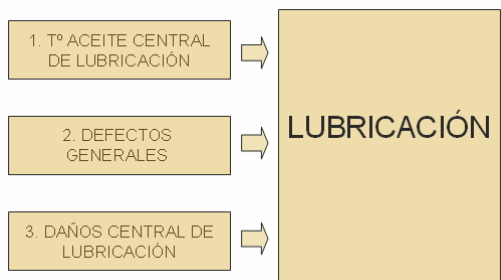 1. Tº ACEITE CENTRAL
DE LUBRICACIÓN
2. DEFECTOS
GENERALES
3. DAÑOS CENTRAL DE
LUBRICACIÓN
LUBRICACIÓN